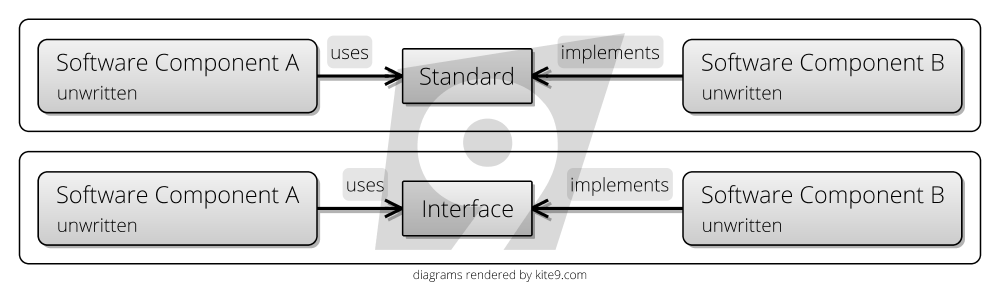 Software Component A
unwritten
uses
Standard
implements
Software Component B
unwritten
Software Component A
unwritten
uses
Interface
implements
Software Component B
unwritten
diagrams rendered by kite9.com